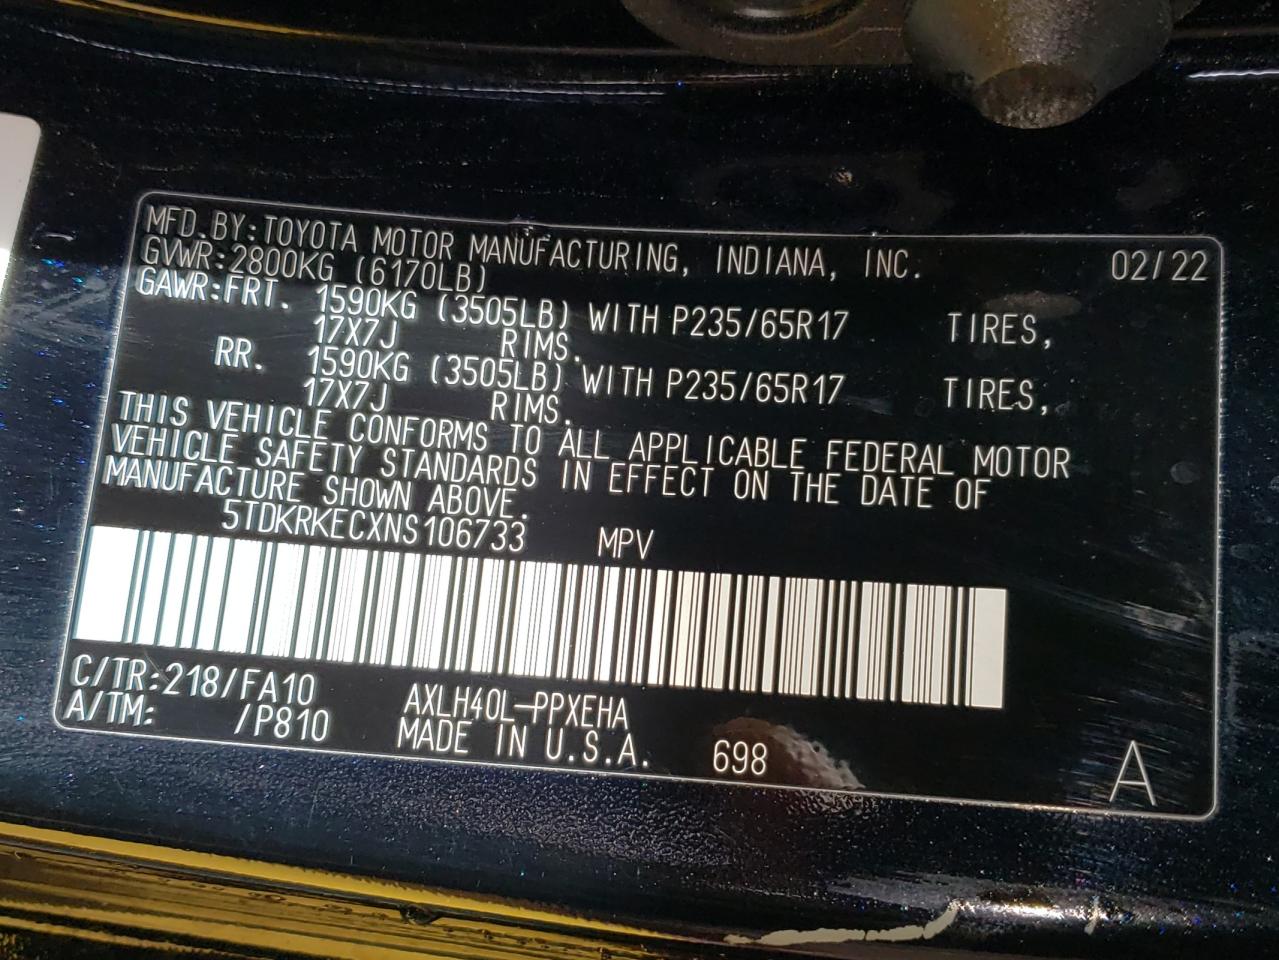 MFD.BY:TOYOTA MOTOR MANUFACTURING, INDIANA, INC. 02/22
GVWR:2800KG (6170LB)
GAWR:FRT. 1590KG (3505LB) WITH P235/65R17 TIRES,
17X7J RIMS.
RR. 1590KG (3505LB) WITH P235/65R17 TIRES,
17X7J RIMS.
THIS VEHICLE CONFORMS TO ALL APPLICABLE FEDERAL MOTOR
VEHICLE SAFETY STANDARDS IN EFFECT ON THE DATE OF
MANUFACTURE SHOWN ABOVE.
5TDKRKECXNS106733 MPV
C/TR:218/FA10 AXLH40L-PPXEHA
A/TM: /P810 MADE IN U.S.A. 698 A